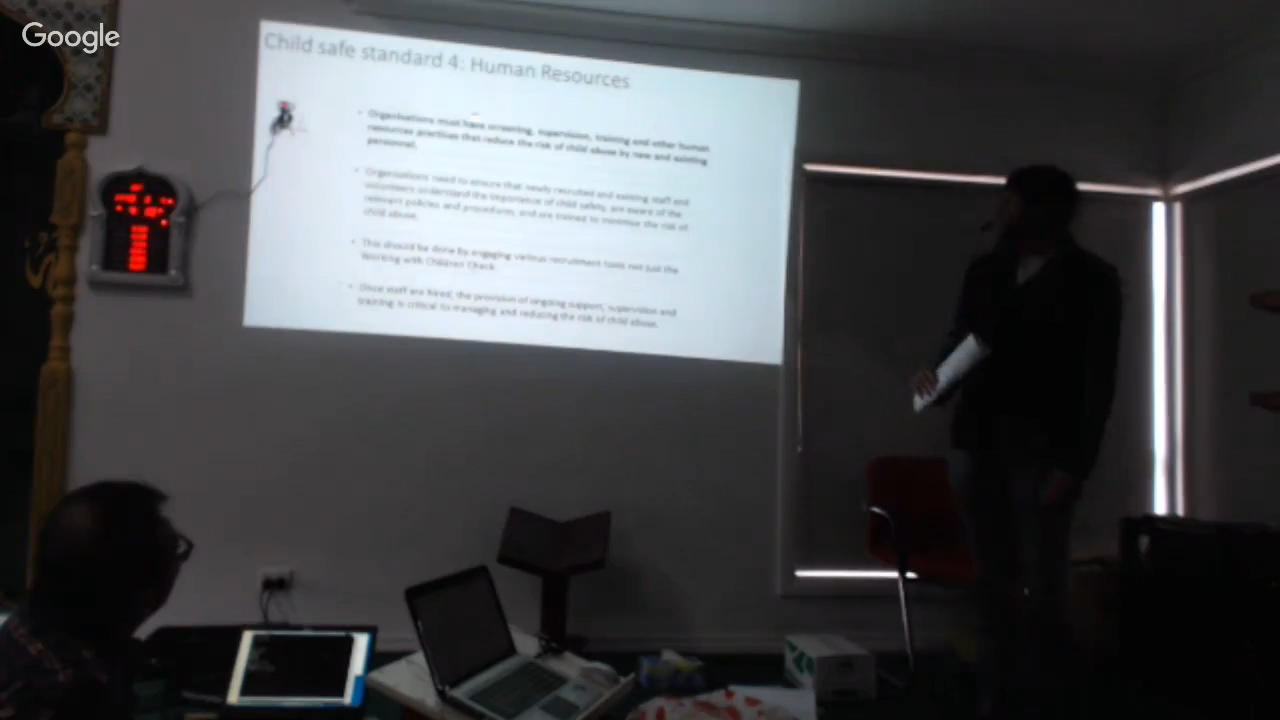 Google
Child safe standard 4: Human Resources
• Organisations must have screening, supervision, training and other human
resources practices that reduce the risk of child abuse by new and existing
personnel.
• Organisations need to ensure that newly recruited and existing staff and
volunteers understand the importance of child safety, are aware of the
relevant policies and procedures, and are trained to minimise the risk of
child abuse.
• This should be done by engaging various recruitment tools not just the
Working with Children Check.
• Once staff are hired, the provision of ongoing support, supervision and
training is critical to managing and reducing the risk of child abuse.